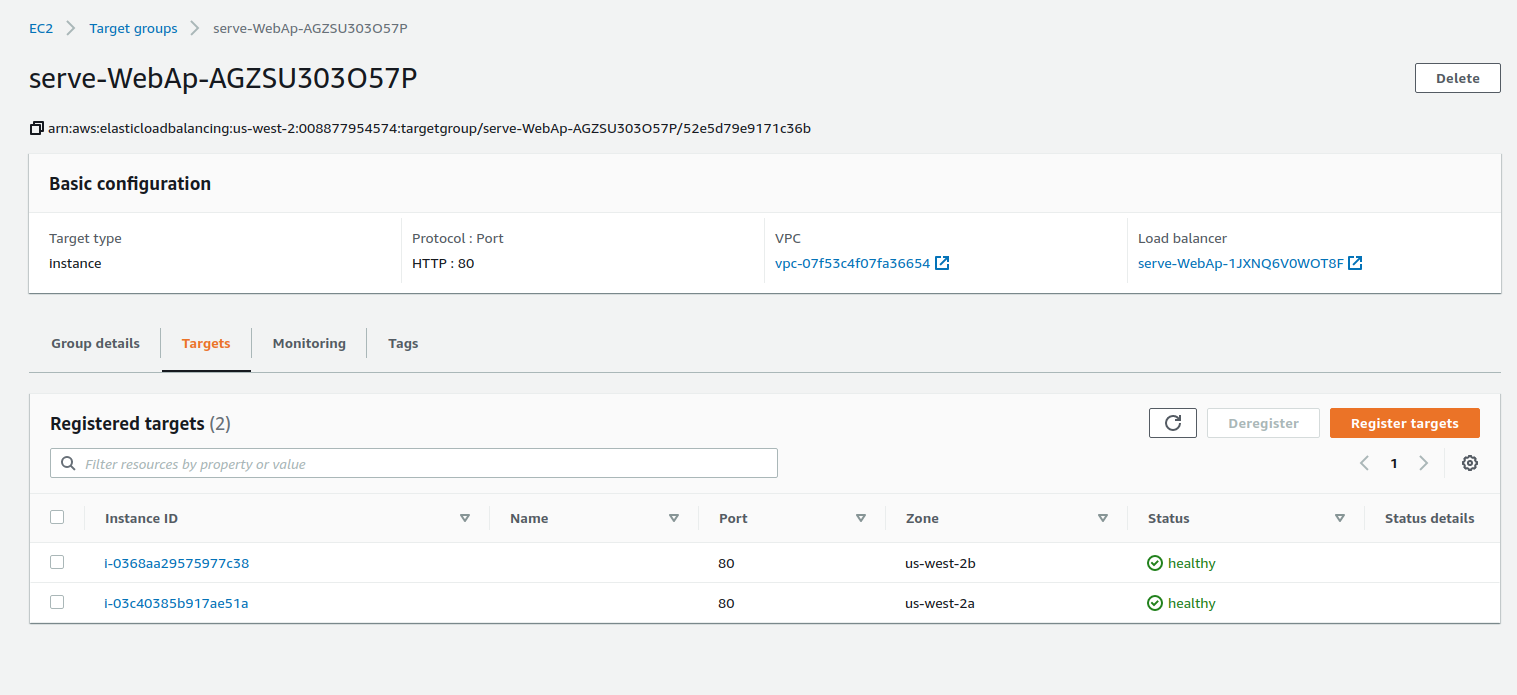 EC2 > Target groups > serve-WebAp-AGZSU303O57P
serve-WebAp-AGZSU303O57P
Delete
arn:aws:elasticloadbalancing:us-west-2:008877954574:targetgroup/serve-WebAp-AGZSU303O57P/52e5d79e9171c36b
Basic configuration
Target type
instance
Protocol : Port
HTTP : 80
VPC
vpc-07f53c4f07fa36654
Load balancer
serve-WebAp-1JXNQ6V0WOT8F
Group details Targets Monitoring Tags
Registered targets (2)
Deregister Register targets
Filter resources by property or value
1
Instance ID Name Port Zone Status Status details
i-0368aa29575977c38 80 us-west-2b healthy
i-03c40385b917ae51a 80 us-west-2a healthy